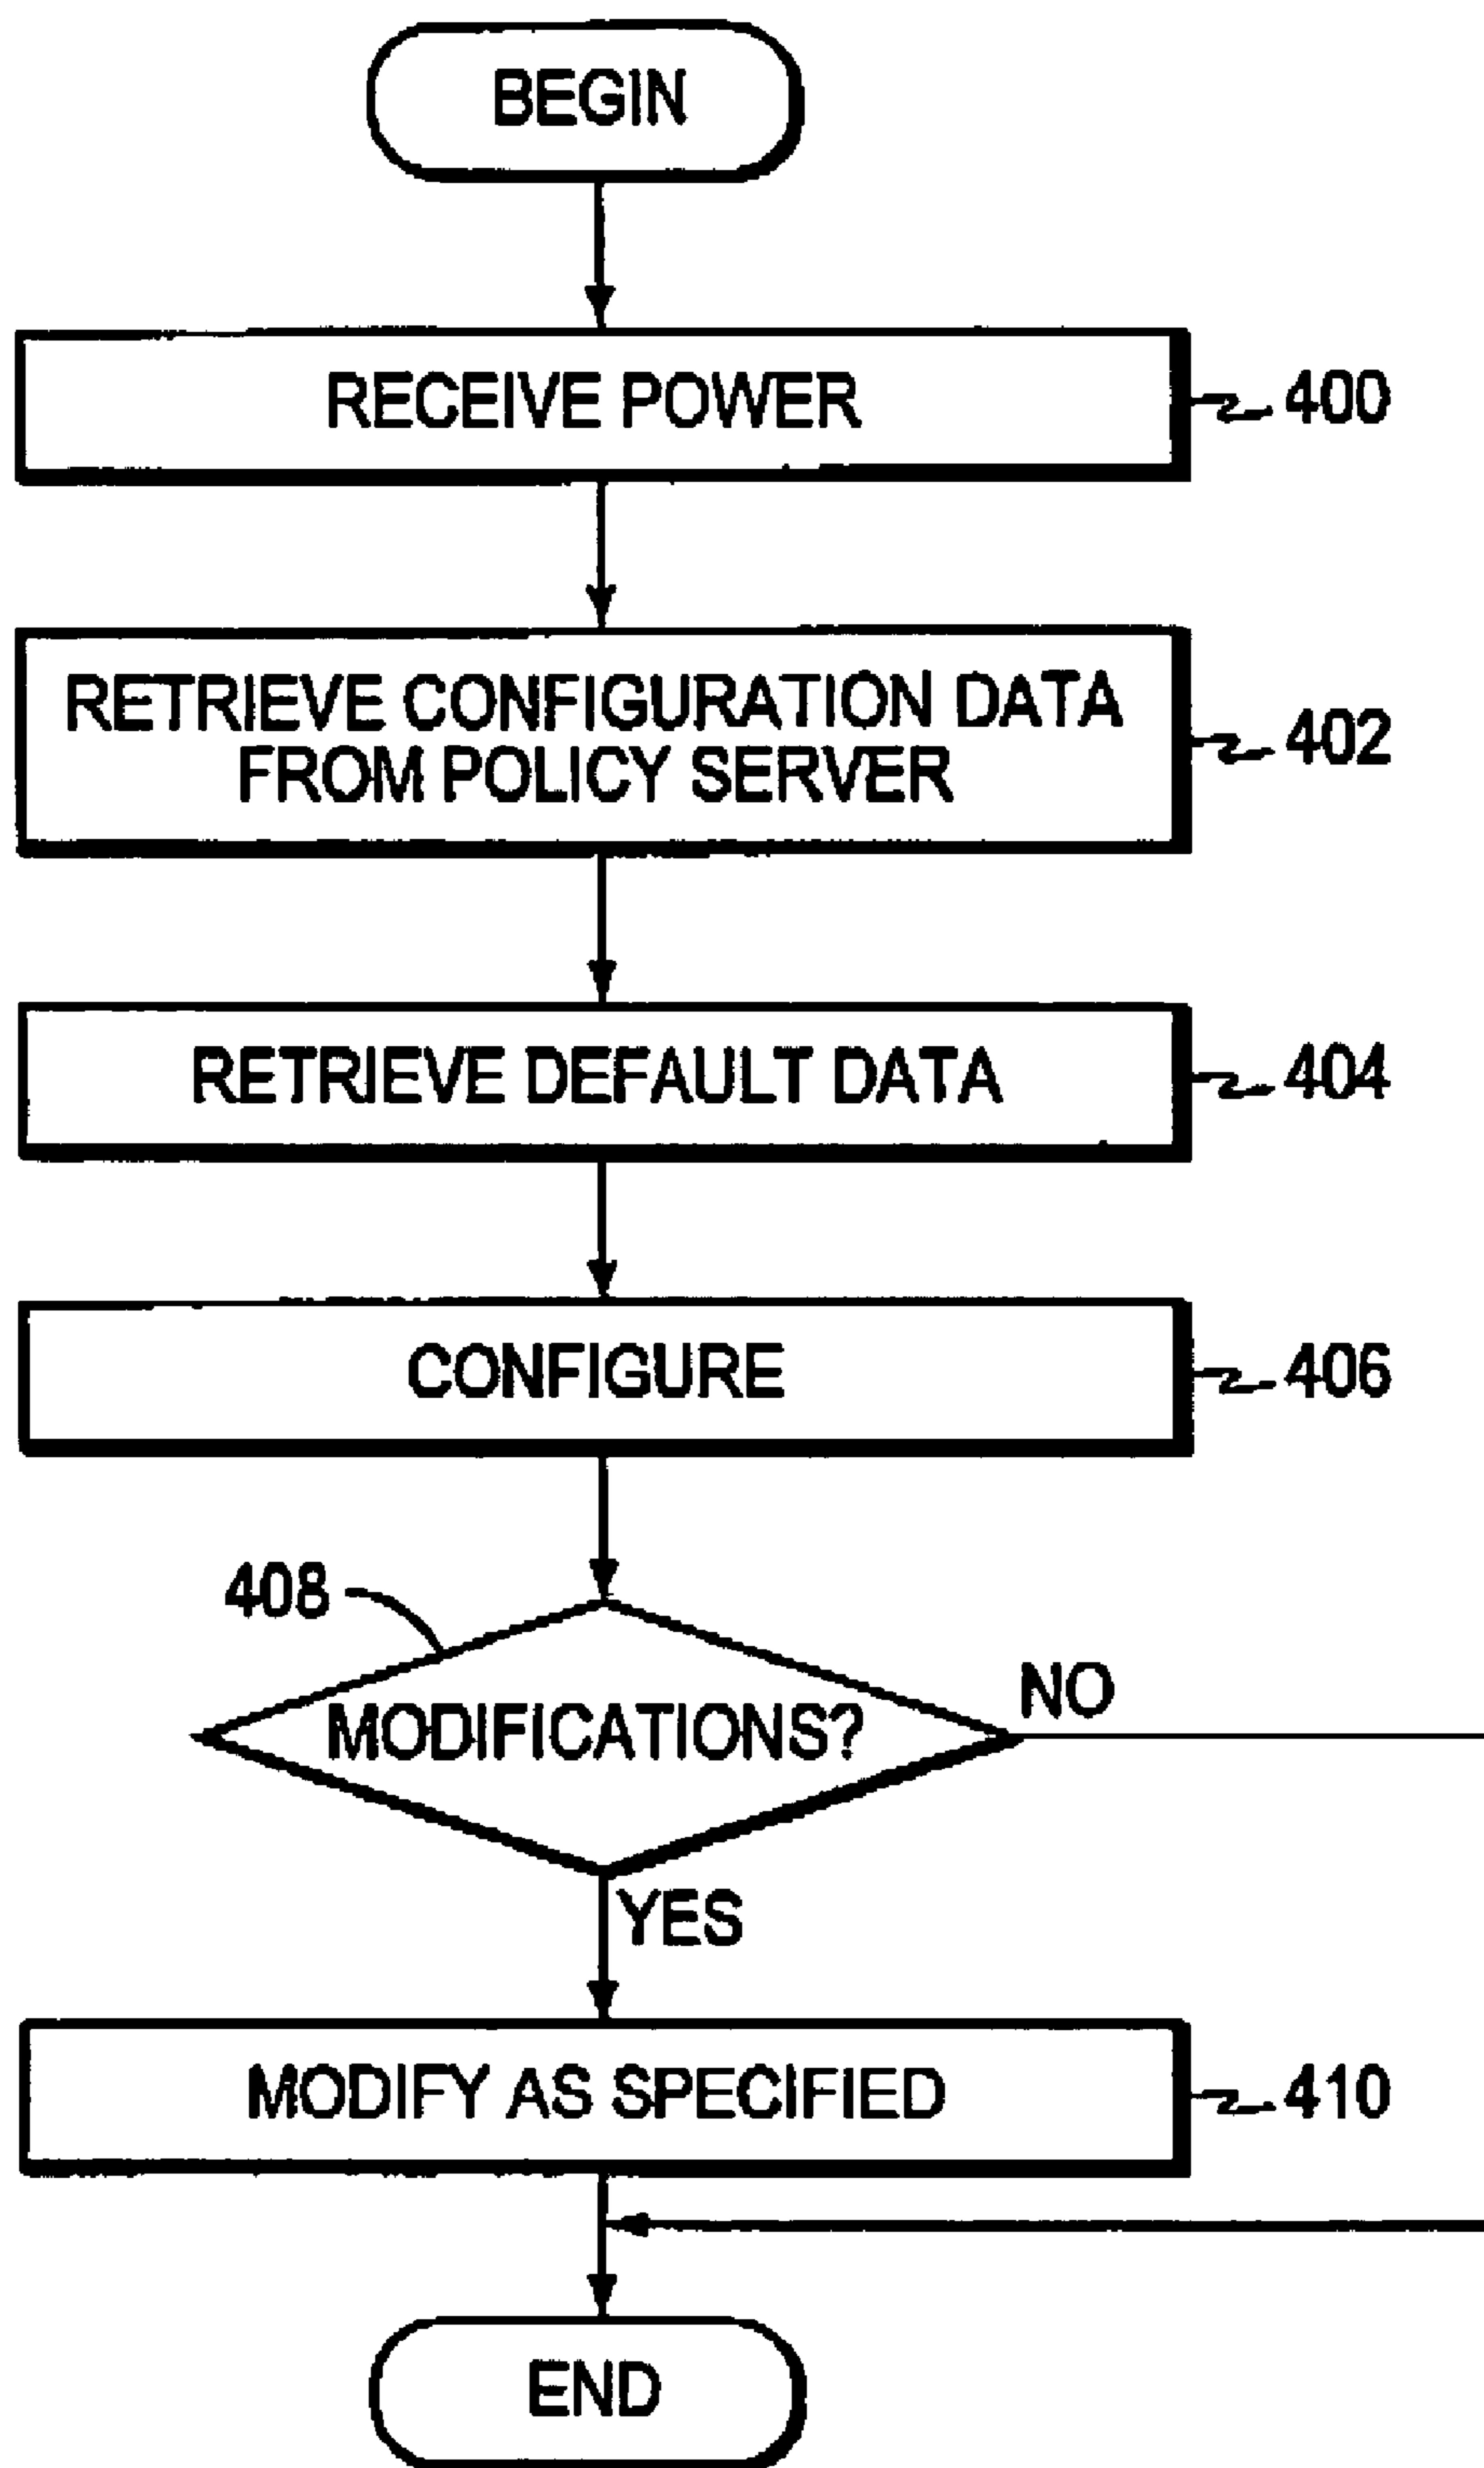 BEGIN
RECEIVE POWER
400
RETRIEVE CONFIGURATION DATA
FROM POLICY SERVER
402
RETRIEVE DEFAULT DATA
404
CONFIGURE
406
408
MODIFICATIONS?
NO
YES
MODIFY AS SPECIFIED
410
END